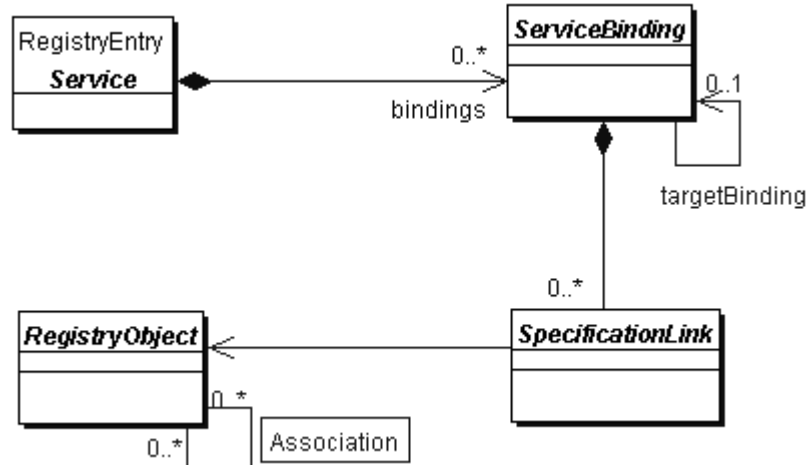 RegistryEntry
Service
ServiceBinding
0..*
bindings
0..1
targetBinding
0..*
RegistryObject
SpecificationLink
0..*
0..*
Association